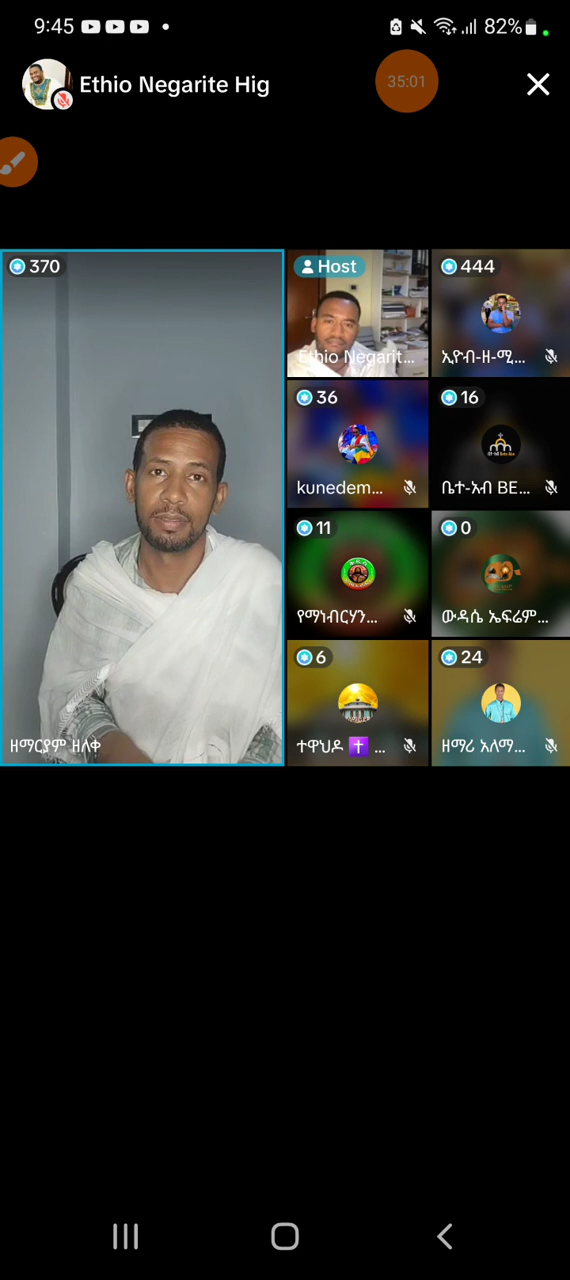 9:45
82%
Ethio Negarite Hig
35:01
370
Host
444
Ethio Negarit...
ኢዮብ-ዘ-ሚ...
36
16
kunedem...
ቤተ-አብ BE...
11
0
የማነብርሃን...
ውዳሴ ኤፍሬም...
6
24
ተዋህዶ ✝️ ...
ዘማሪ አለማ...
ዘማርያም ዘለቀ